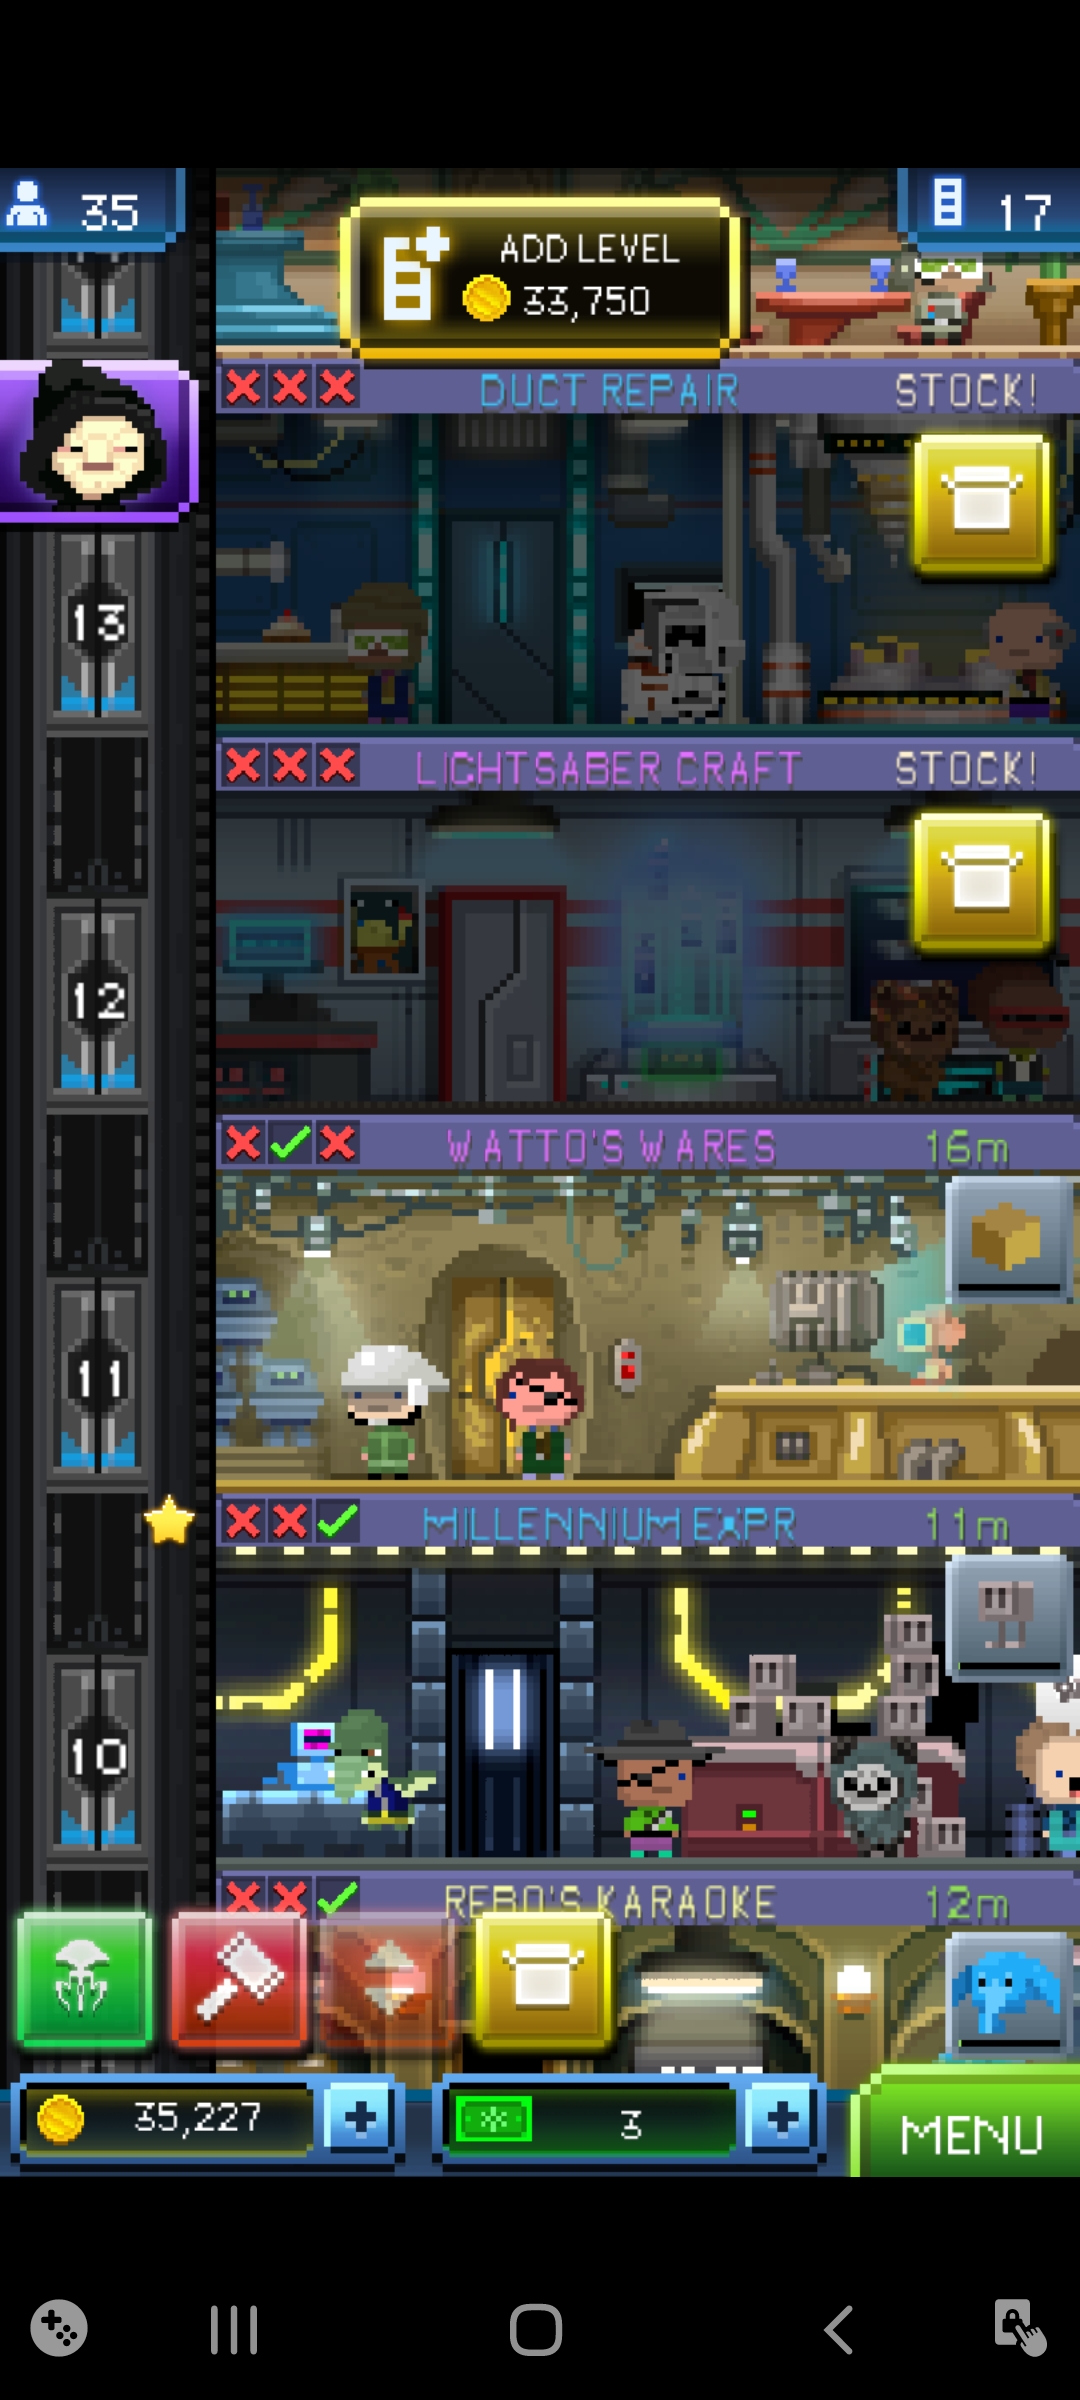 35
17
ADD LEVEL
33,750
DUCT REPAIR
STOCK!
13
LIGHTSABER CRAFT
STOCK!
12
WATTO'S WARES
16m
11
MILLENNIUM EXPR
11m
10
REBO'S KARAOKE
12m
35,227
3
MENU